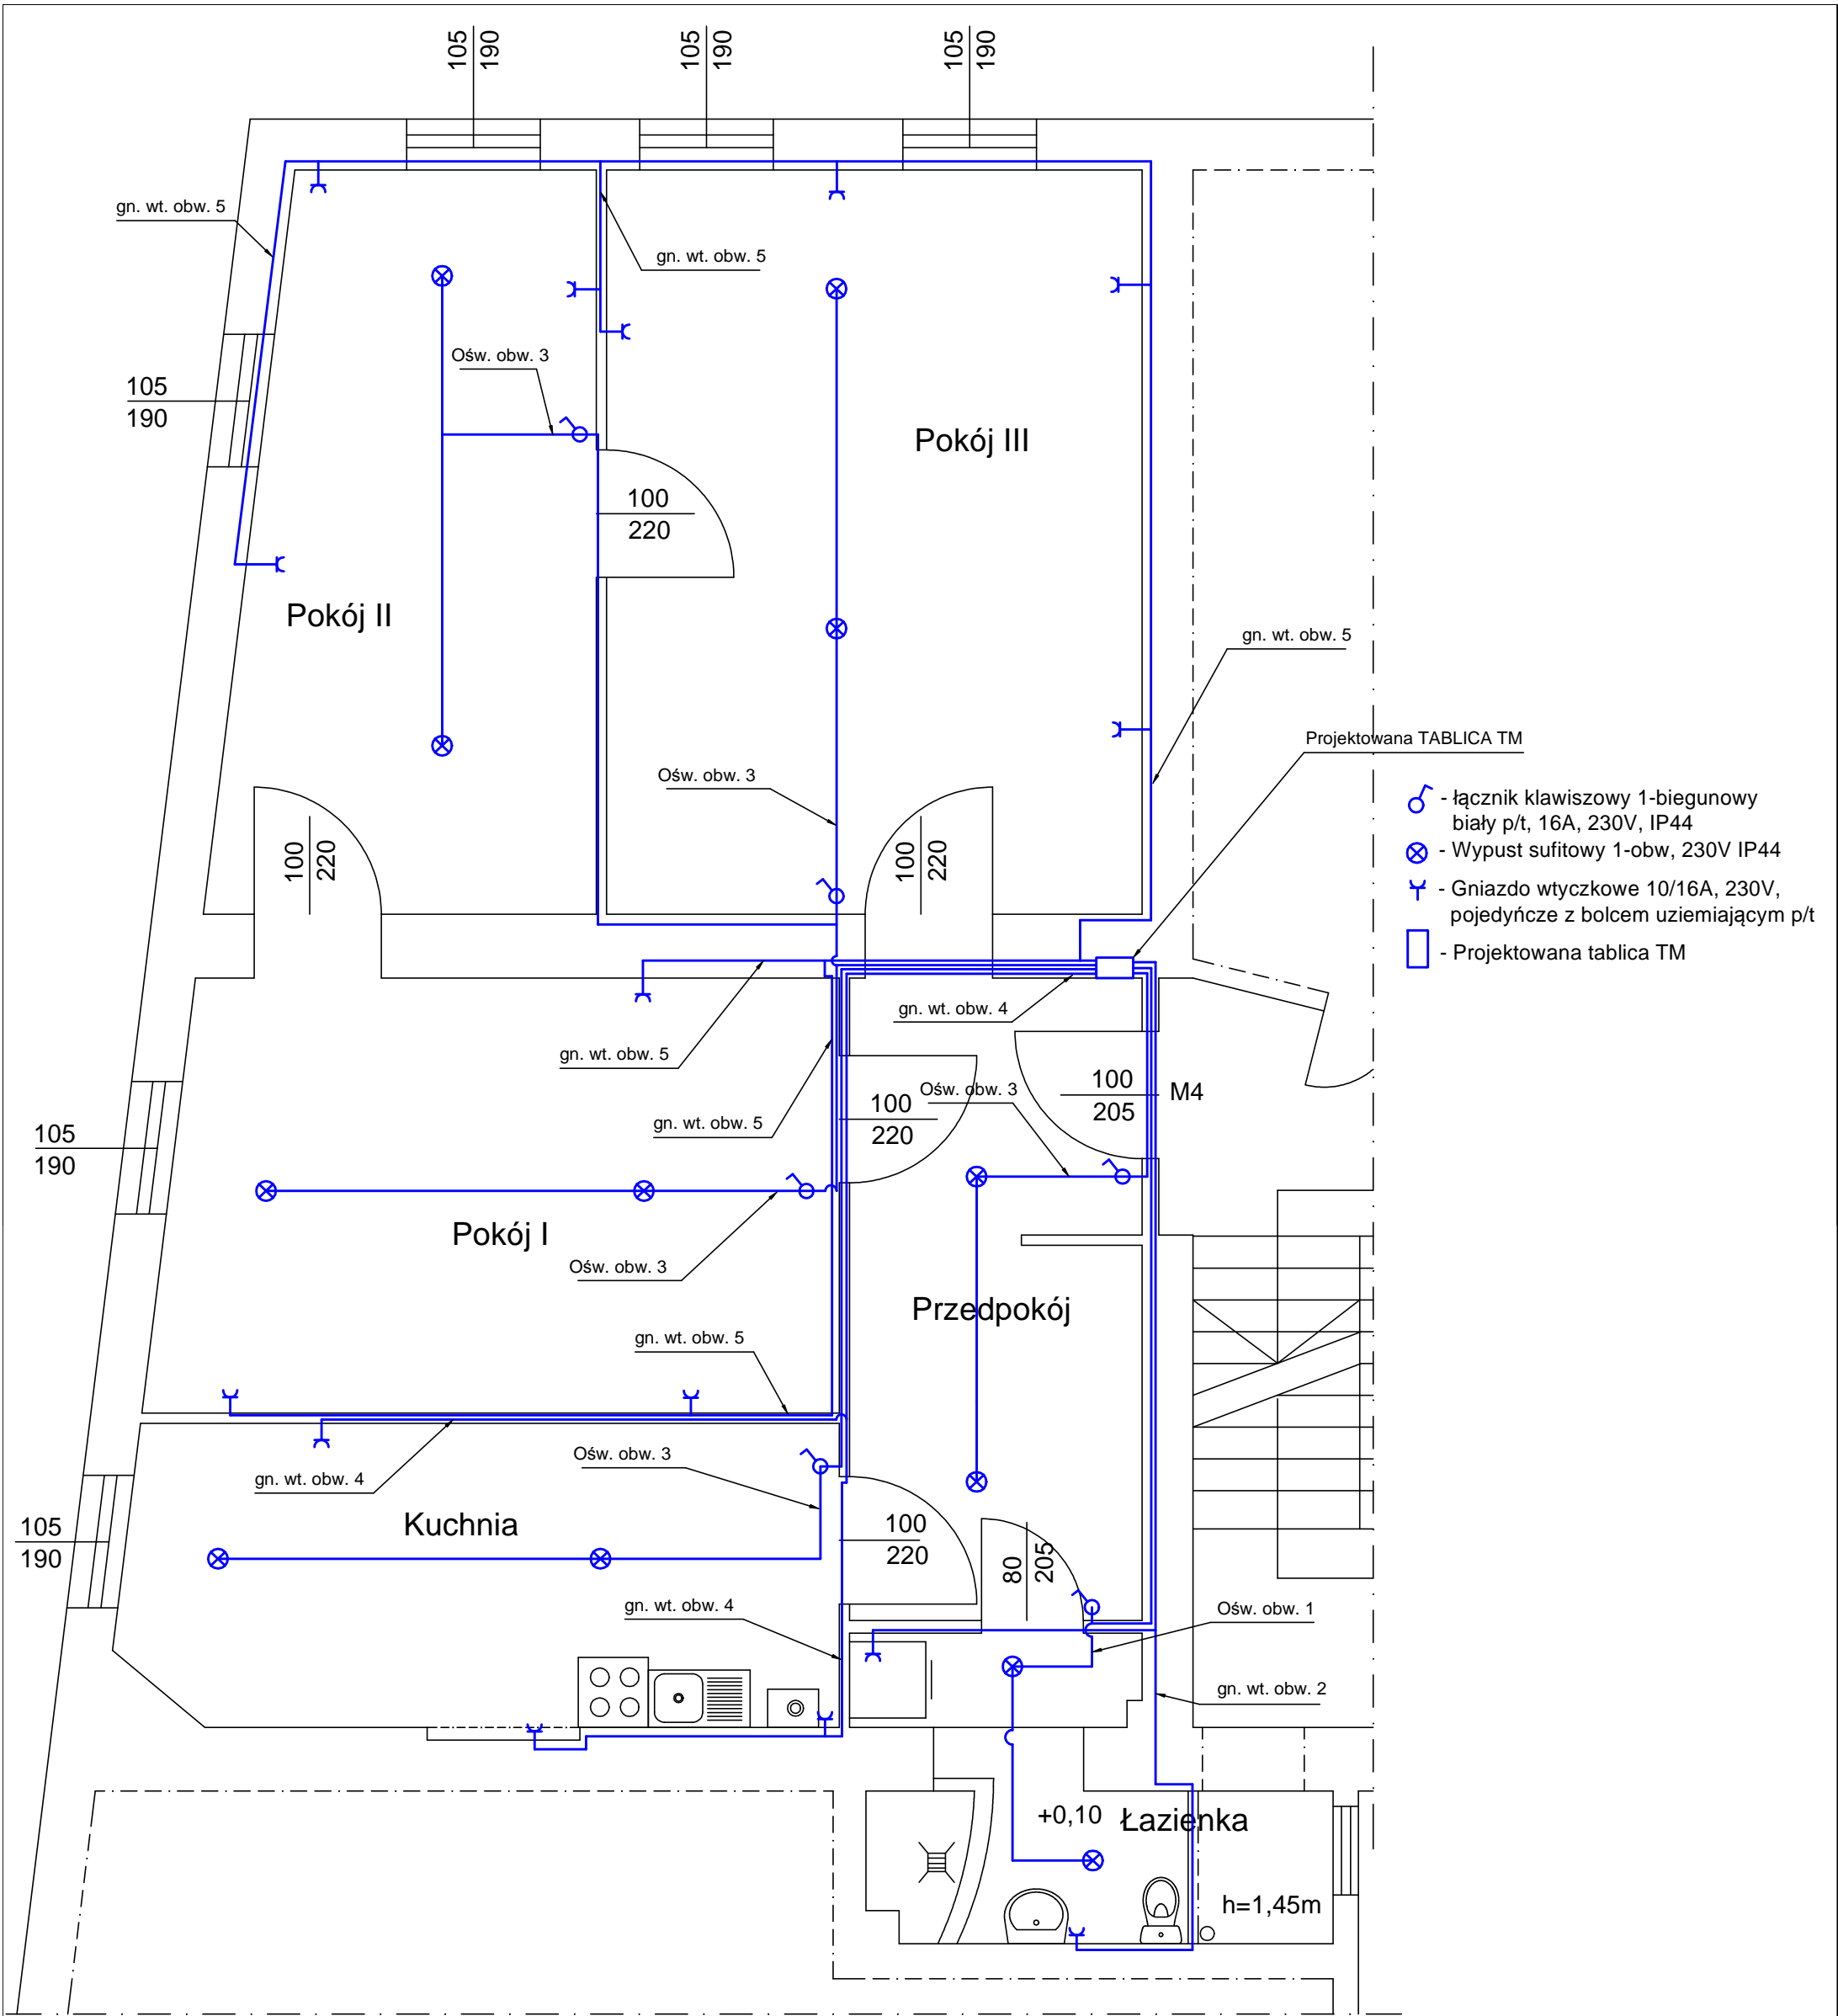 105
190
105
190
105
190
gn. wt. obw. 5
gn. wt. obw. 5
Ośw. obw. 3
105
190
Pokój III
100
220
Pokój II
gn. wt. obw. 5
Projektowana TABLICA TM
Ośw. obw. 3
- łącznik klawiszowy 1-biegunowy
biały p/t, 16A, 230V, IP44
- Wypust sufitowy 1-obw, 230V IP44
- Gniazdo wtyczkowe 10/16A, 230V,
pojedyńcze z bolcem uziemiającym p/t
- Projektowana tablica TM
100
220
100
220
gn. wt. obw. 4
gn. wt. obw. 5
Ośw. obw. 3
100
205
M4
100
220
gn. wt. obw. 5
105
190
Pokój I
Ośw. obw. 3
Przedpokój
gn. wt. obw. 5
Ośw. obw. 3
gn. wt. obw. 4
Kuchnia
105
190
100
220
80
205
gn. wt. obw. 4
Ośw. obw. 1
gn. wt. obw. 2
+0,10
Łazienka
h=1,45m